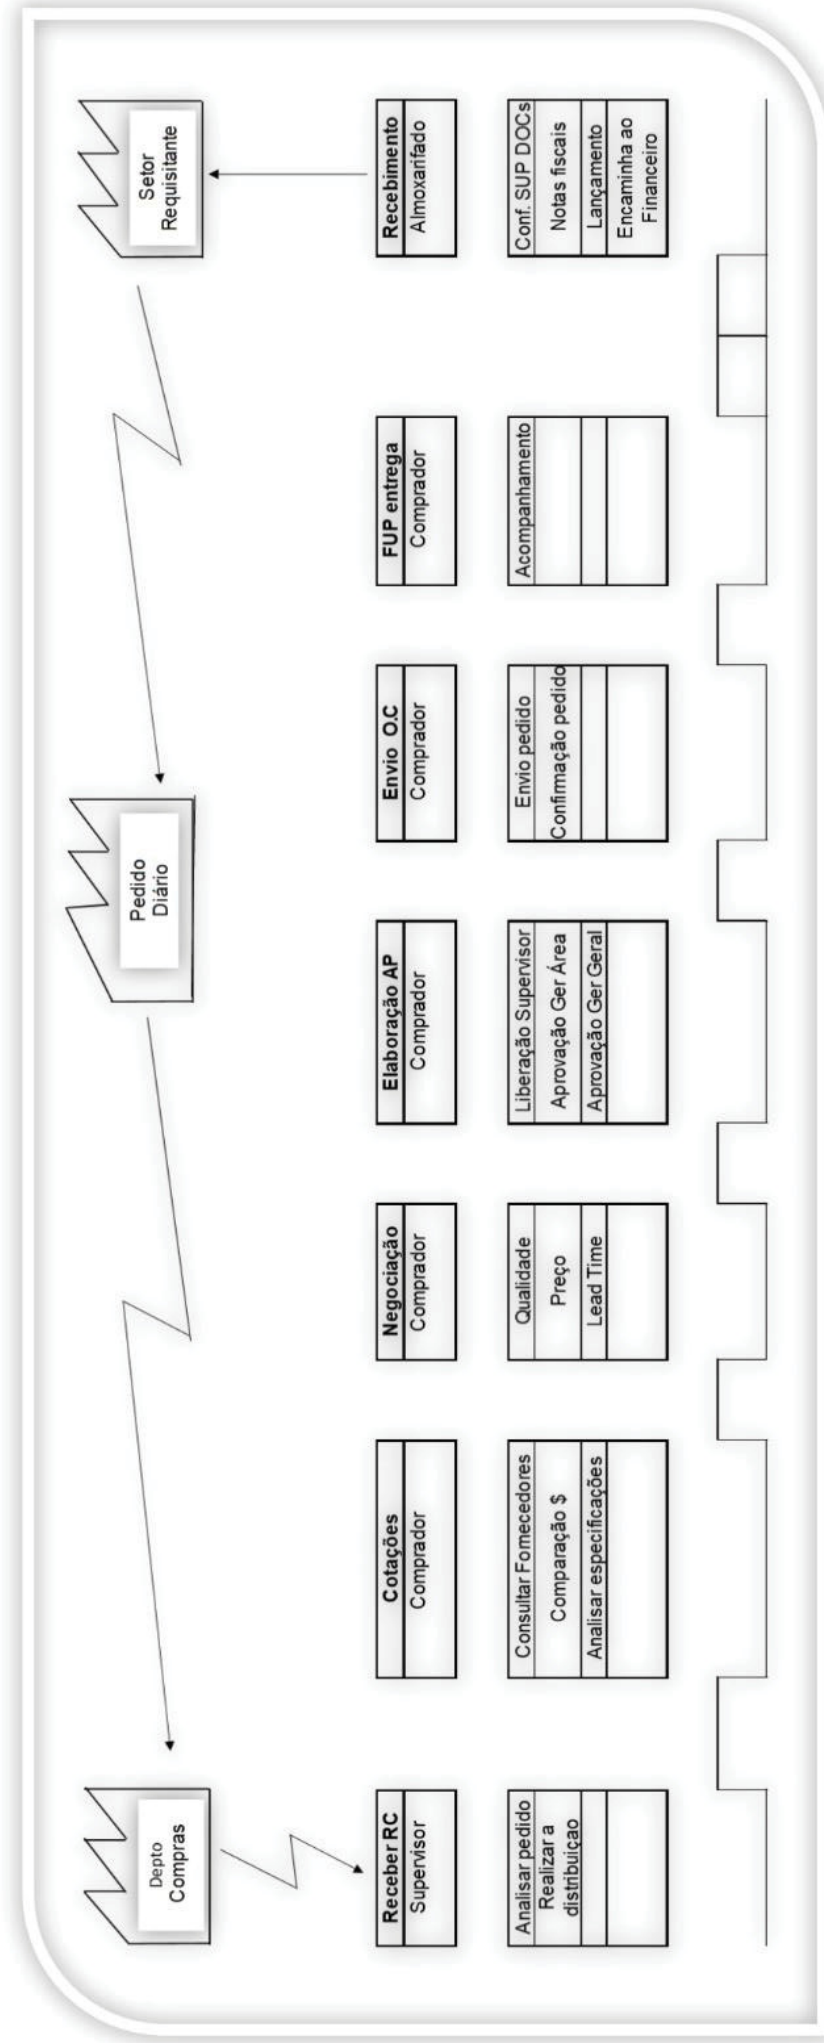 Depto
Compras
Pedido
Diário
Setor
Requisitante
Receber RC
Supervisor
Cotações
Comprador
Negociação
Comprador
Elaboração AP
Comprador
Envio O.C
Comprador
FUP entrega
Comprador
Recebimento
Almoxarifado
Analisar pedido
Realizar a
distribuiçao
Consultar Fornecedores
Comparação $
Analisar especificações
Qualidade
Preço
Lead Time
Liberação Supervisor
Aprovação Ger Área
Aprovação Ger Geral
Envio pedido
Confirmação pedido
Acompanhamento
Conf. SUP DOCs
Notas fiscais
Lançamento
Encaminha ao
Financeiro